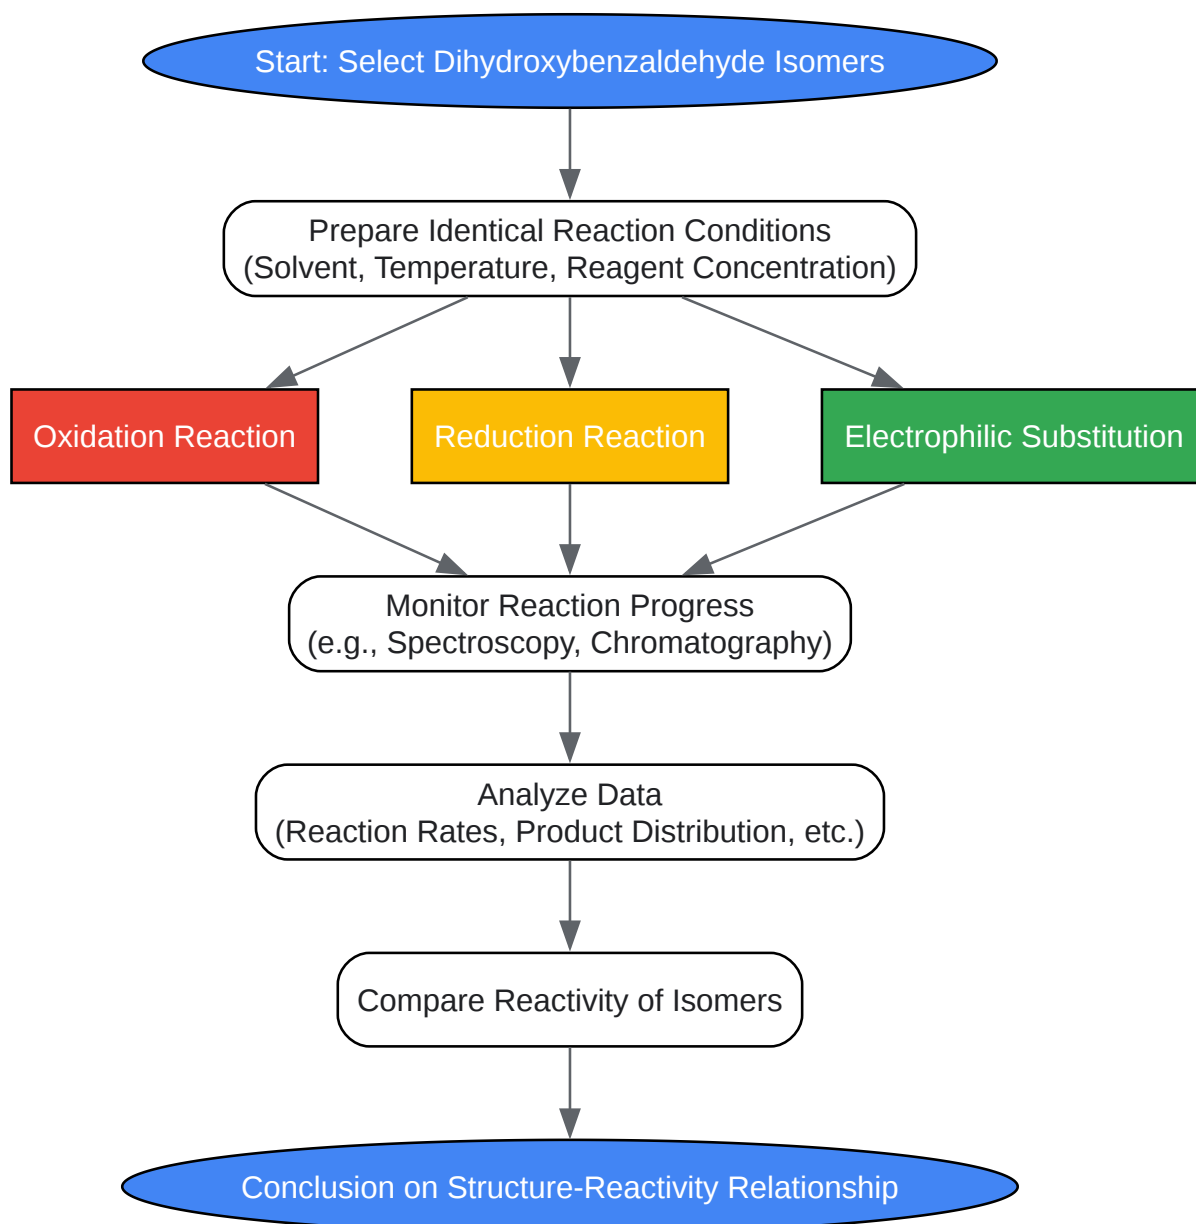 Start: Select Dihydroxybenzaldehyde Isomers
Prepare Identical Reaction Conditions
(Solvent, Temperature, Reagent Concentration)
Oxidation Reaction
Reduction Reaction
Electrophilic Substitution
Monitor Reaction Progress
(e.g., Spectroscopy, Chromatography)
Analyze Data
(Reaction Rates, Product Distribution, etc.)
Compare Reactivity of Isomers
Conclusion on Structure-Reactivity Relationship